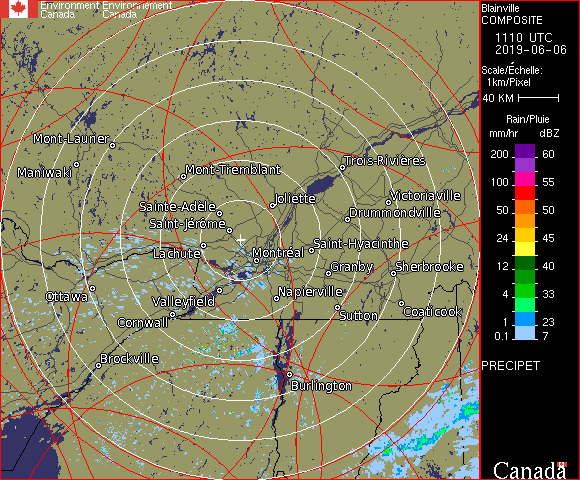 Environment Environnement
Canada Canada
Blainville
COMPOSITE
1110 UTC
2019-06-06
Scale/Échelle:
1km/Pixel
40 KM
Rain/Pluie
mm/hr dBZ
200 60
100 55
50 50
24 45
12 40
4 33
1 23
0.1 7
PRECIPET
Mont-Laurier
Maniwaki
Mont-Tremblant
Trois-Rivières
Joliette
Victoriaville
Sainte-Adèle
Drummondville
Saint-Jérôme
Lachute
Montréal
Saint-Hyacinthe
Granby
Sherbrooke
Ottawa
Valleyfield
Napierville
Cornwall
Sutton
Coaticook
Brockville
Burlington
Canada